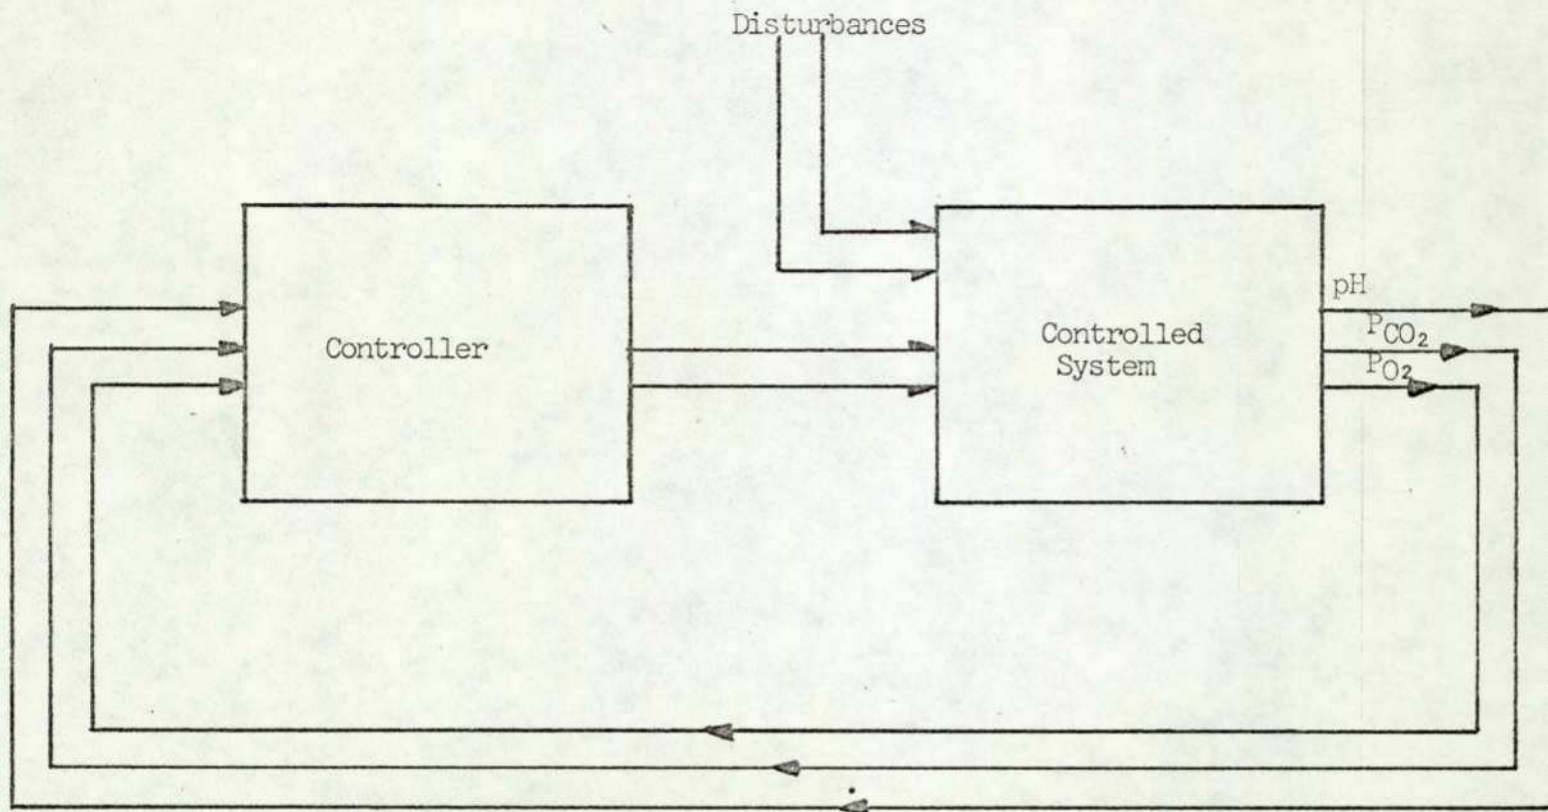 Disturbances
Controller
Controlled
System
pH
PCO₂
PO₂